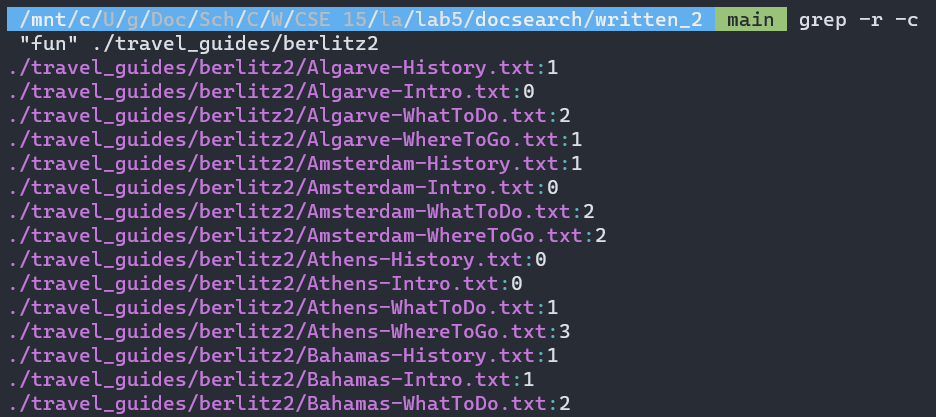 /mnt/c/U/g/Doc/Sch/C/W/CSE 15/la/lab5/docsearch/written_2 main grep -r -c
"fun" ./travel_guides/berlitz2
./travel_guides/berlitz2/Algarve-History.txt:1
./travel_guides/berlitz2/Algarve-Intro.txt:0
./travel_guides/berlitz2/Algarve-WhatToDo.txt:2
./travel_guides/berlitz2/Algarve-WhereToGo.txt:1
./travel_guides/berlitz2/Amsterdam-History.txt:1
./travel_guides/berlitz2/Amsterdam-Intro.txt:0
./travel_guides/berlitz2/Amsterdam-WhatToDo.txt:2
./travel_guides/berlitz2/Amsterdam-WhereToGo.txt:2
./travel_guides/berlitz2/Athens-History.txt:0
./travel_guides/berlitz2/Athens-Intro.txt:0
./travel_guides/berlitz2/Athens-WhatToDo.txt:1
./travel_guides/berlitz2/Athens-WhereToGo.txt:3
./travel_guides/berlitz2/Bahamas-History.txt:1
./travel_guides/berlitz2/Bahamas-Intro.txt:1
./travel_guides/berlitz2/Bahamas-WhatToDo.txt:2